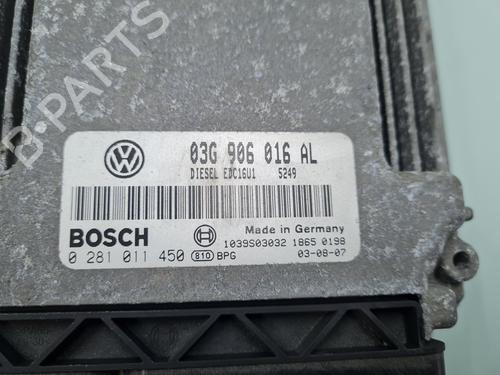 03G 906 016 AL
DIESEL EDC16U1 5249
BOSCH
Made in Germany
1039S03032 1865 0198
0 281 011 450 810 BPG 03-08-07
B-PARTS